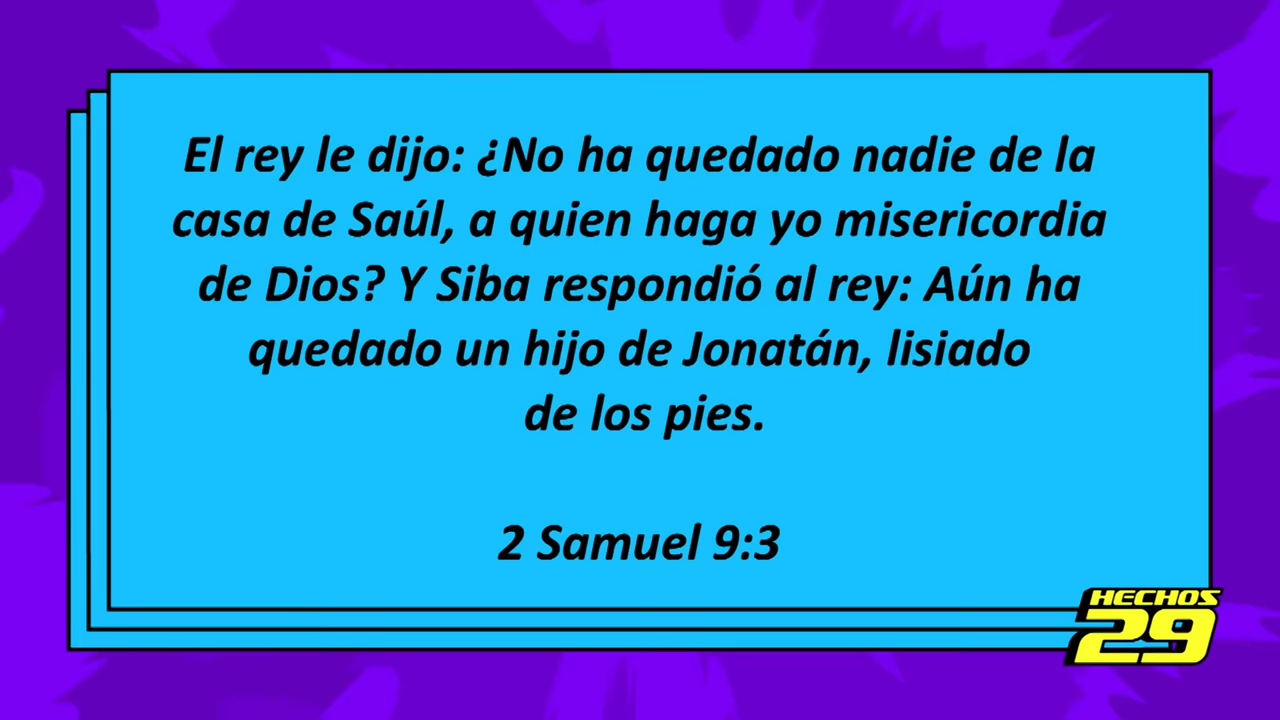 El rey le dijo: ¿No ha quedado nadie de la
casa de Saúl, a quien haga yo misericordia
de Dios? Y Siba respondió al rey: Aún ha
quedado un hijo de Jonatán, lisiado
de los pies.
2 Samuel 9:3
HECHOS
29